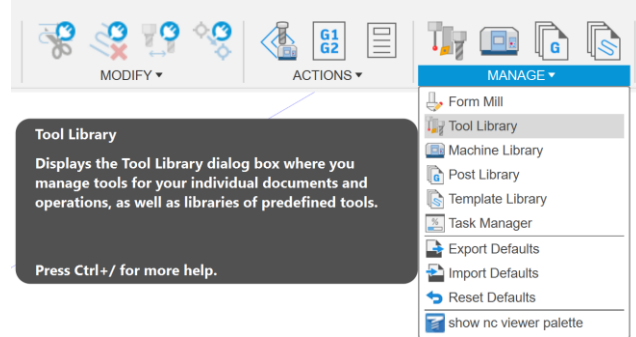 G1
G2
G
MODIFY ▾
ACTIONS ▾
MANAGE ▾
Form Mill
Tool Library
Machine Library
Post Library
Template Library
Task Manager
Export Defaults
Import Defaults
Reset Defaults
show nc viewer palette
Tool Library
Displays the Tool Library dialog box where you
manage tools for your individual documents and
operations, as well as libraries of predefined tools.
Press Ctrl+/ for more help.